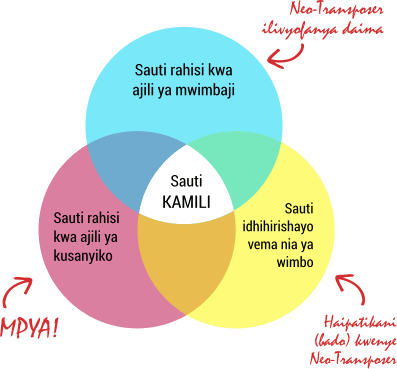 Neo-Transposer
ilivyofanya daima
Sauti rahisi kwa
ajili ya mwimbaji
Sauti
KAMILI
Sauti rahisi
kwa ajili ya
kusanyiko
Sauti
idhihirishayo
vema nia ya
wimbo
MPYA!
Haipatikani
(bado) kwenye
Neo-Transposer